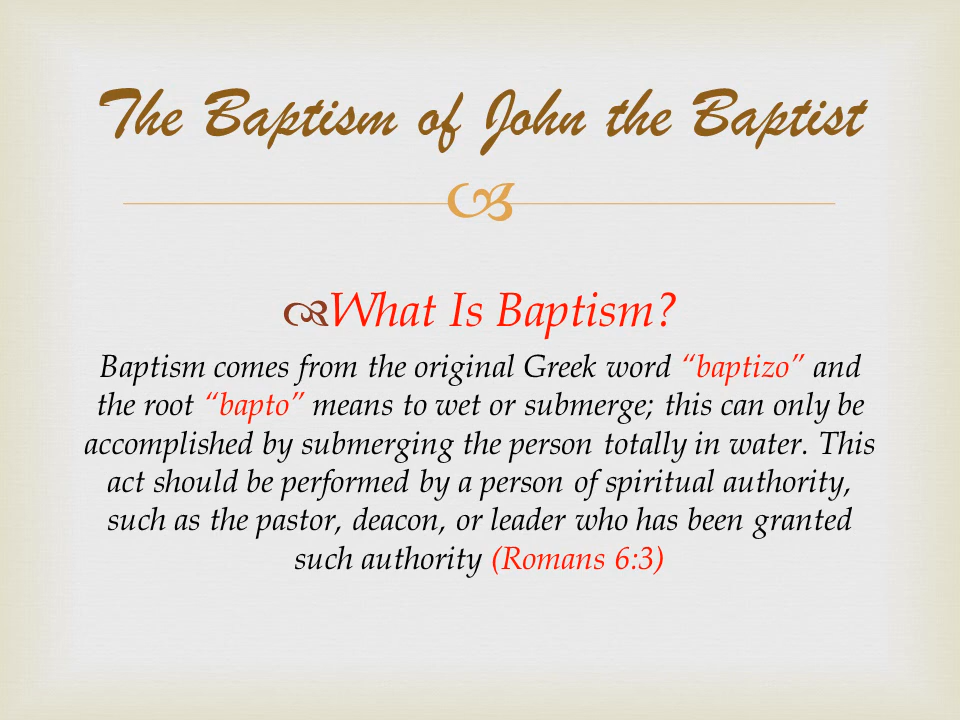 The Baptism of John the Baptist
What Is Baptism?
Baptism comes from the original Greek word “baptizo” and
the root “bapto” means to wet or submerge; this can only be
accomplished by submerging the person totally in water. This
act should be performed by a person of spiritual authority,
such as the pastor, deacon, or leader who has been granted
such authority (Romans 6:3)